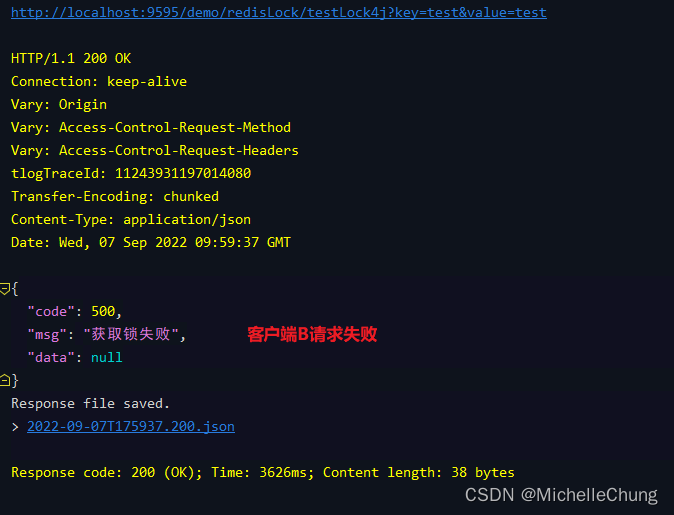 http://localhost:9595/demo/redisLock/testLock4j?key=test&value=test
HTTP/1.1 200 OK
Connection: keep-alive
Vary: Origin
Vary: Access-Control-Request-Method
Vary: Access-Control-Request-Headers
tlogTraceId: 11243931197014080
Transfer-Encoding: chunked
Content-Type: application/json
Date: Wed, 07 Sep 2022 09:59:37 GMT
{
"code": 500,
"msg": "获取锁失败", 客户端B请求失败
"data": null
}
Response file saved.
> 2022-09-07T175937.200.json
Response code: 200 (OK); Time: 3626ms; Content length: 38 bytes
CSDN @MichelleChung